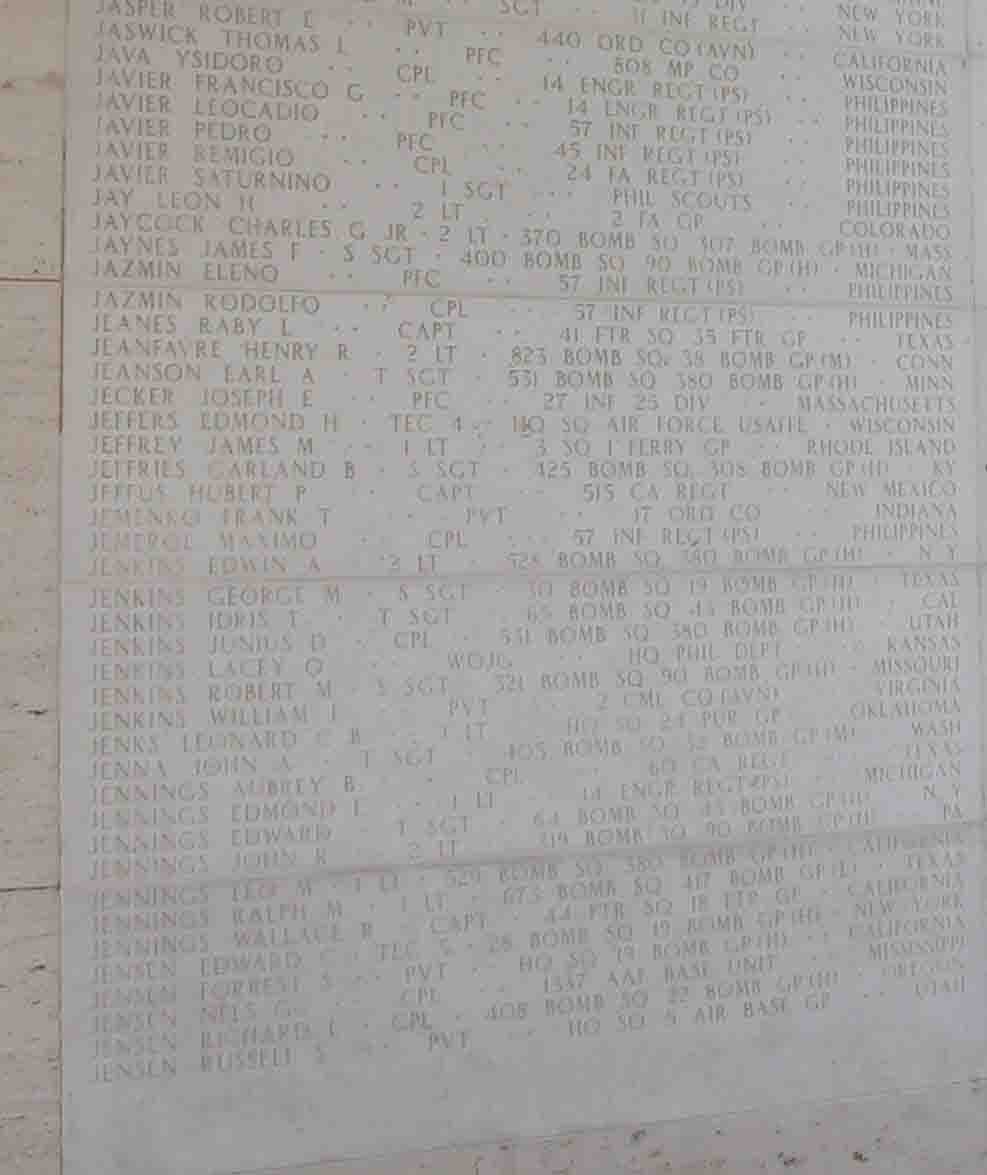 JASPER ROBERT E · · PVT · · 31 INF REGT · · NEW YORK
JASWICK THOMAS L · · PFC · · 440 ORD CO (AVN) · · NEW YORK
JAVA YSIDORO · · CPL · · 808 MP CO · · CALIFORNIA
JAVIER FRANCISCO G · · PFC · · 14 ENGR REGT (PS) · · WISCONSIN
JAVIER LEOCADIO · · PFC · · 14 ENGR REGT (PS) · · PHILIPPINES
JAVIER PEDRO · · PFC · · 57 INF REGT (PS) · · PHILIPPINES
JAVIER REMIGIO · · CPL · · 45 INF REGT (PS) · · PHILIPPINES
JAVIER SATURNINO · · 1 SGT · · 24 FA REGT (PS) · · PHILIPPINES
JAY LEON H · · 2 LT · · PHIL SCOUTS · · PHILIPPINES
JAYCOCK CHARLES G JR · 2 LT · 370 BOMB SQ 307 BOMB GP (H) · MASS
JAYNES JAMES F · S SGT · 400 BOMB SQ 90 BOMB GP (H) · MICHIGAN
JAZMIN ELENO · · PFC · · 57 INF REGT (PS) · · PHILIPPINES
JAZMIN RODOLFO · · CPL · · 57 INF REGT (PS) · · PHILIPPINES
JEANES RABY L · · CAPT · · 41 FTR SQ 35 FTR GP · · TEXAS
JEANFAVRE HENRY R · 2 LT · 823 BOMB SQ 38 BOMB GP (M) · CONN
JEANSON EARL A · T SGT · 531 BOMB SQ 380 BOMB GP (H) · MINN
JECKER JOSEPH E · · PFC · · 27 INF 25 DIV · · MASSACHUSETTS
JEFFERS EDMOND H · TEC 4 · HQ SQ AIR FORCE USAFFE · WISCONSIN
JEFFREY JAMES M · · 1 LT · · 3 SQ 1 FERRY GP · · RHODE ISLAND
JEFFRIES GARLAND B · S SGT · 425 BOMB SQ 308 BOMB GP (H) · KY
JEFFUS HUBERT P · · CAPT · · 515 CA REGT · · NEW MEXICO
JEMENKO FRANK T · · PVT · · 17 ORD CO · · INDIANA
JEMEROL MAXIMO · · CPL · · 57 INF REGT (PS) · · PHILIPPINES
JENKINS EDWIN A · 2 LT · 528 BOMB SQ 380 BOMB GP (H) · N Y
JENKINS GEORGE M · S SGT · 30 BOMB SQ 19 BOMB GP (H) · TEXAS
JENKINS IDRIS T · T SGT · 65 BOMB SQ 43 BOMB GP (H) · CAL
JENKINS JUNIUS D · CPL · 531 BOMB SQ 380 BOMB GP (H) · UTAH
JENKINS LACEY O · · WOJG · · HQ PHIL DEPT · · KANSAS
JENKINS ROBERT M · S SGT · 321 BOMB SQ 90 BOMB GP (H) · MISSOURI
JENKINS WILLIAM · · PVT · · 2 CML CO (AVN) · · VIRGINIA
JENKS LEONARD C B · · 1 LT · · HQ SQ 24 PUR GP · · OKLAHOMA
JENNA JOHN A · T SGT · 405 BOMB SQ 38 BOMB GP (M) · WASH
JENNINGS AUBREY B · · CPL · · 60 CA REGT · · TEXAS
JENNINGS EDMOND · · 1 LT · · 14 ENGR REGT (PS) · · MICHIGAN
JENNINGS EDWARD · T SGT · 64 BOMB SQ 43 BOMB GP (H) · N Y
JENNINGS JOHN R · 2 LT · 319 BOMB SQ 90 BOMB GP (H) · PA
JENNINGS LEO M · 1 LT · 529 BOMB SQ 380 BOMB GP (H) · CALIFORNIA
JENNINGS RALPH M · 1 LT · 673 BOMB SQ 417 BOMB GP (L) · TEXAS
JENNINGS WALLACE R · CAPT · 44 FTR SQ 18 FTR GP · CALIFORNIA
JENSEN EDWARD C · TEC 5 · 28 BOMB SQ 19 BOMB GP (H) · NEW YORK
JENSEN FORREST S · · PVT · · HQ SQ 19 BOMB GP (H) · · CALIFORNIA
JENSEN NELS G · · CPL · · 1337 AAF BASE UNIT · · MISSISSIPPI
JENSEN RICHARD L · CPL · 408 BOMB SQ 22 BOMB GP (H) · OREGON
JENSEN RUSSELL S · · PVT · · HQ SQ 5 AIR BASE GP · · UTAH